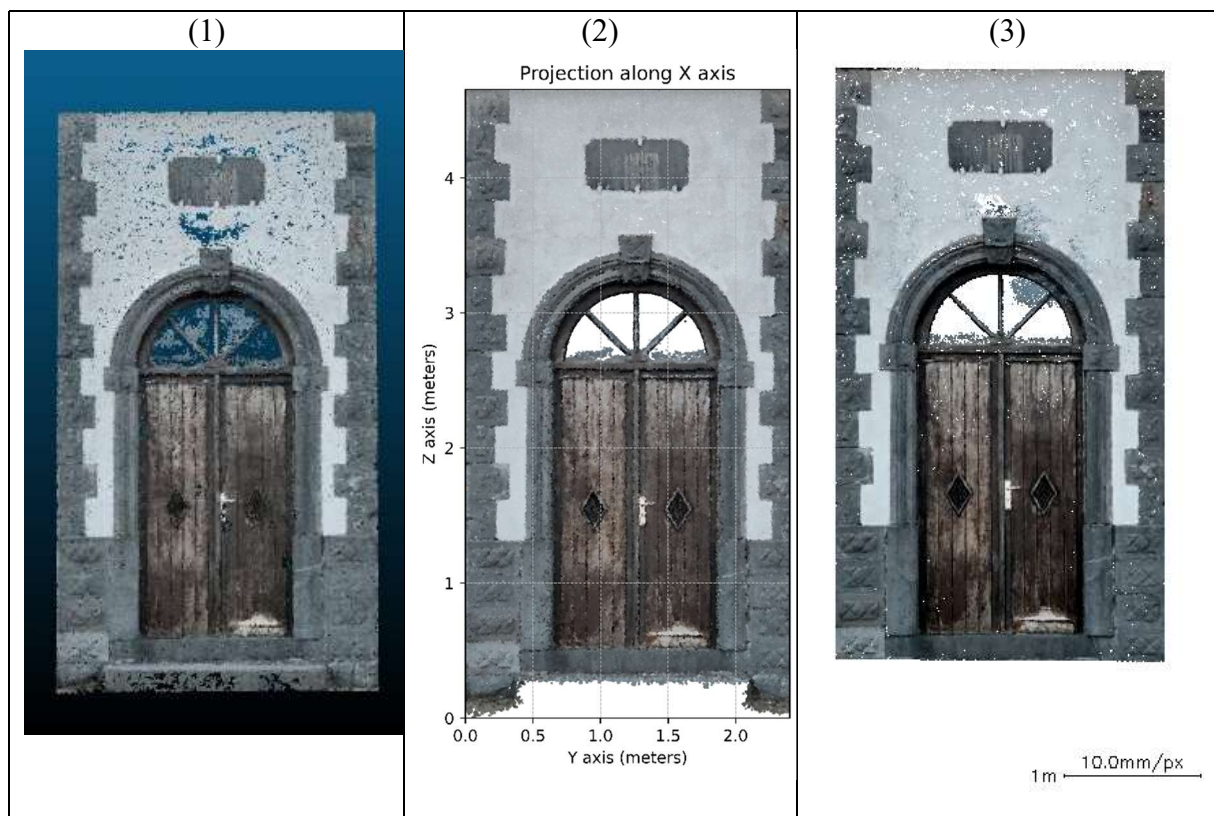 (1)
(2)
(3)
Projection along X axis
Z axis (meters)
4
3
2
1
0
0.0 0.5 1.0 1.5 2.0
Y axis (meters)
10.0mm/px
1m